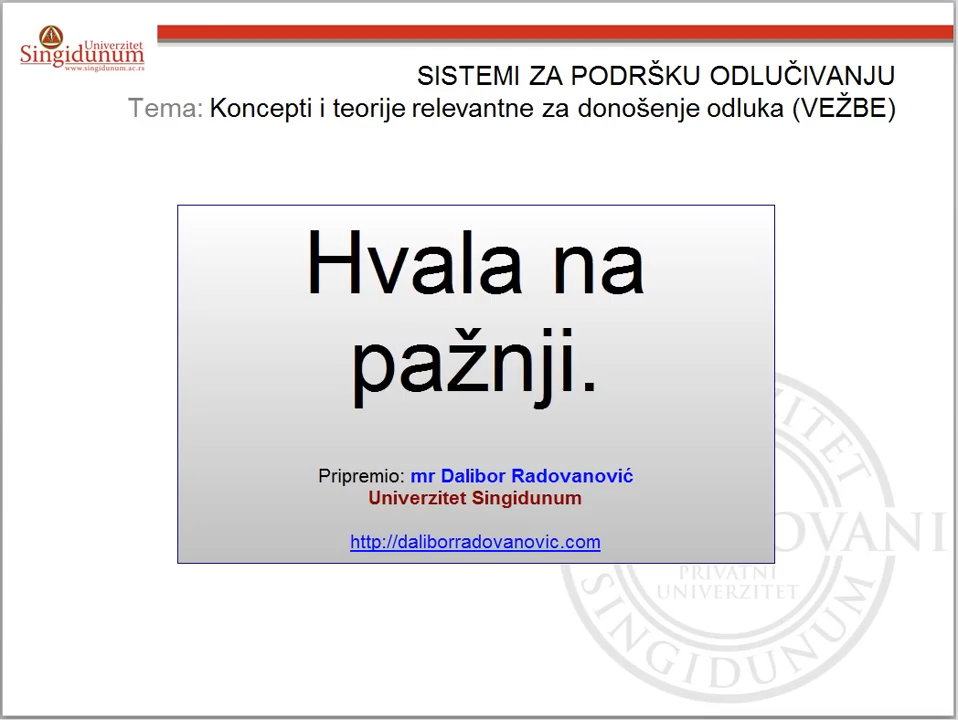 Univerzitet
Singidunum
www.singidunum.ac.rs
SISTEMI ZA PODRŠKU ODLUČIVANJU
Tema: Koncepti i teorije relevantne za donošenje odluka (VEŽBE)
Hvala na
pažnji.
Pripremio: mr Dalibor Radovanović
Univerzitet Singidunum
http://daliborradovanovic.com
PRIVATNI
UNIVERZITET
SINGIDUNUM